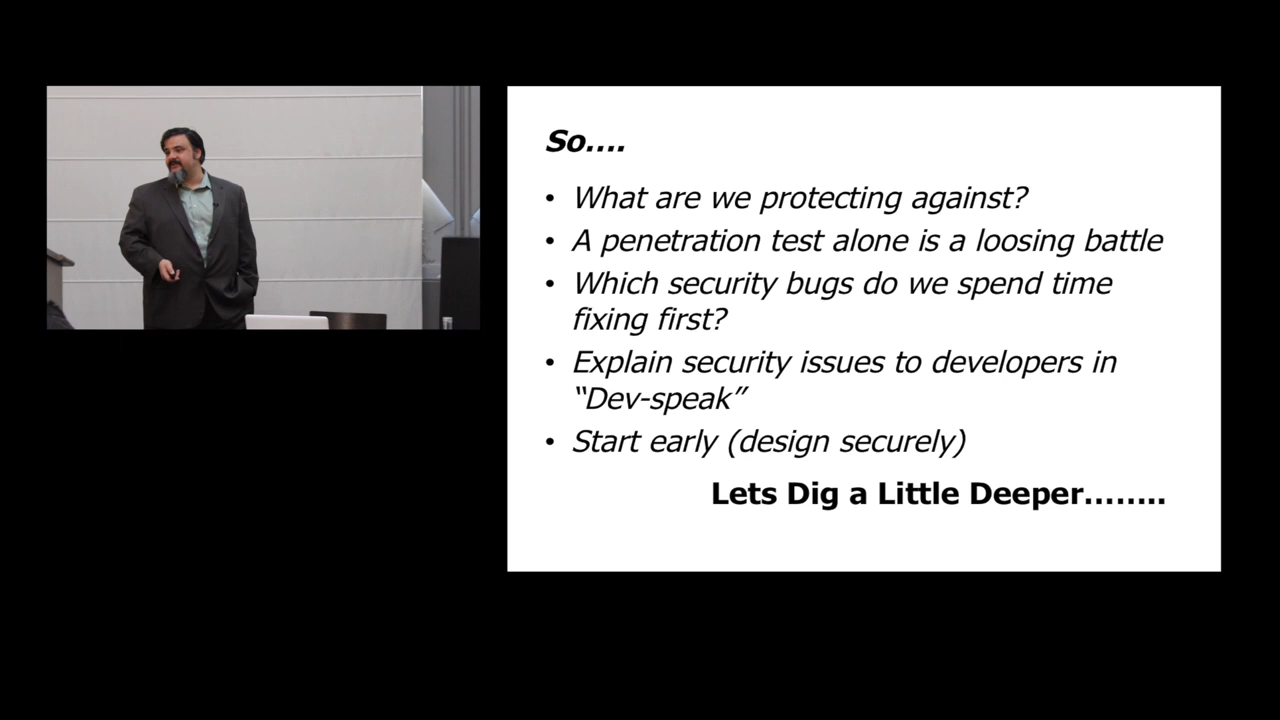 So....
• What are we protecting against?
• A penetration test alone is a loosing battle
• Which security bugs do we spend time
fixing first?
• Explain security issues to developers in
“Dev-speak”
• Start early (design securely)
Lets Dig a Little Deeper........